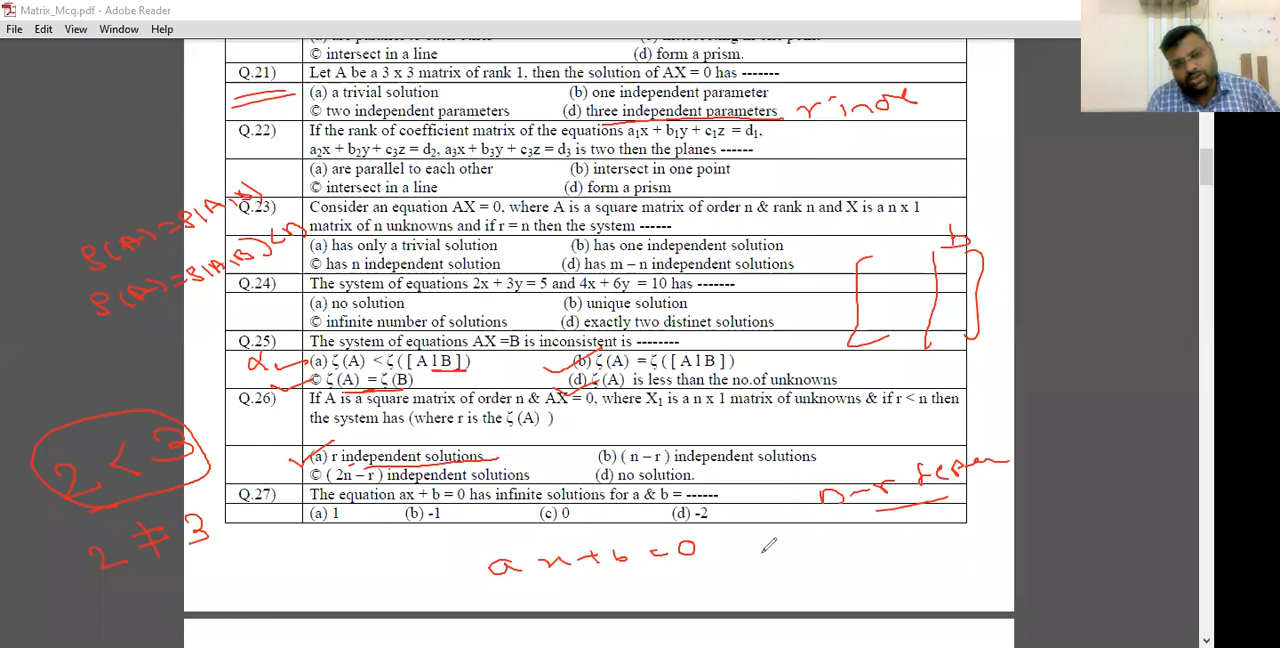 Matrix_Mcq.pdf - Adobe Reader
File Edit View Window Help
© intersect in a line (d) form a prism.
Q.21) Let A be a 3 x 3 matrix of rank 1, then the solution of AX = 0 has -------
(a) a trivial solution (b) one independent parameter
© two independent parameters (d) three independent parameters
Q.22) If the rank of coefficient matrix of the equations a₁x + b₁y + c₁z = d₁,
a₂x + b₂y + c₃z = d₂, a₃x + b₃y + c₃z = d₃ is two then the planes ------
(a) are parallel to each other (b) intersect in one point
© intersect in a line (d) form a prism
Q.23) Consider an equation AX = 0, where A is a square matrix of order n & rank n and X is a n x 1
matrix of n unknowns and if r = n then the system ------
(a) has only a trivial solution (b) has one independent solution
© has n independent solution (d) has m – n independent solutions
Q.24) The system of equations 2x + 3y = 5 and 4x + 6y = 10 has -------
(a) no solution (b) unique solution
© infinite number of solutions (d) exactly two distinet solutions
Q.25) The system of equations AX =B is inconsistent is --------
(a) ζ (A) < ζ ( [ A l B ] ) (b) ζ (A) = ζ ( [ A l B ] )
© ζ (A) = ζ (B) (d) ζ (A) is less than the no.of unknowns
Q.26) If A is a square matrix of order n & AX = 0, where X₁ is a n x 1 matrix of unknowns & if r < n then
the system has (where r is the ζ (A) )
(a) r independent solutions (b) ( n – r ) independent solutions
© ( 2n – r ) independent solutions (d) no solution.
Q.27) The equation ax + b = 0 has infinite solutions for a & b = ------
(a) 1 (b) -1 (c) 0 (d) -2
ρ(A) = ρ(A|B)
ρ(A) = ρ(A|B) < n
b
2 < 3
n-r
2 ≠ 3
a x + b = 0